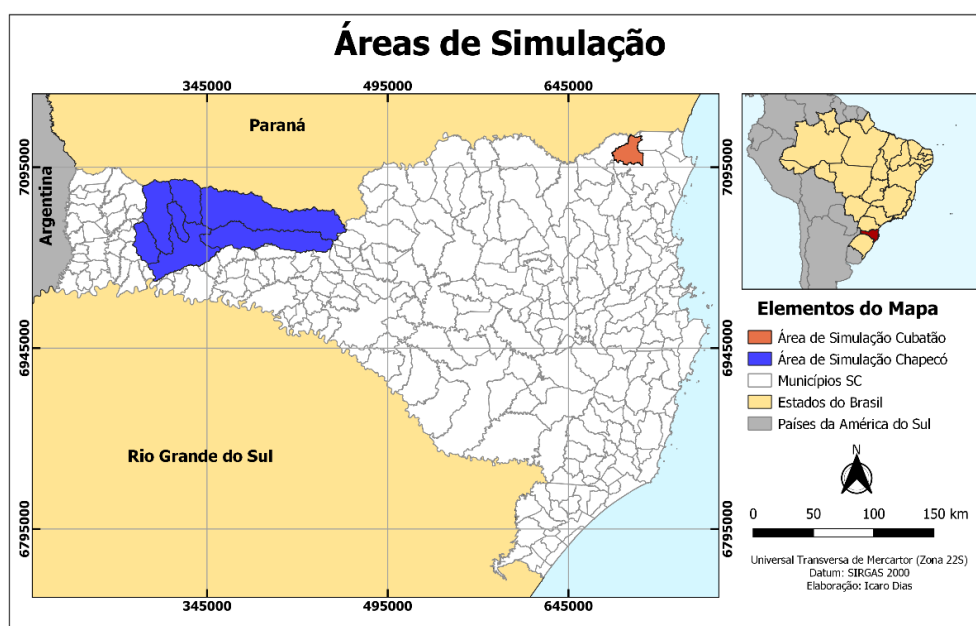 Áreas de Simulação
345000
495000
645000
Paraná
Argentina
7095000
7095000
6945000
6945000
Rio Grande do Sul
6795000
6795000
345000
495000
645000
Elementos do Mapa
Área de Simulação Cubatão
Área de Simulação Chapecó
Municípios SC
Estados do Brasil
Países da América do Sul
N
0 50 100 150 km
Universal Transversa de Mercartor (Zona 22S)
Datum: SIRGAS 2000
Elaboração: Icaro Dias